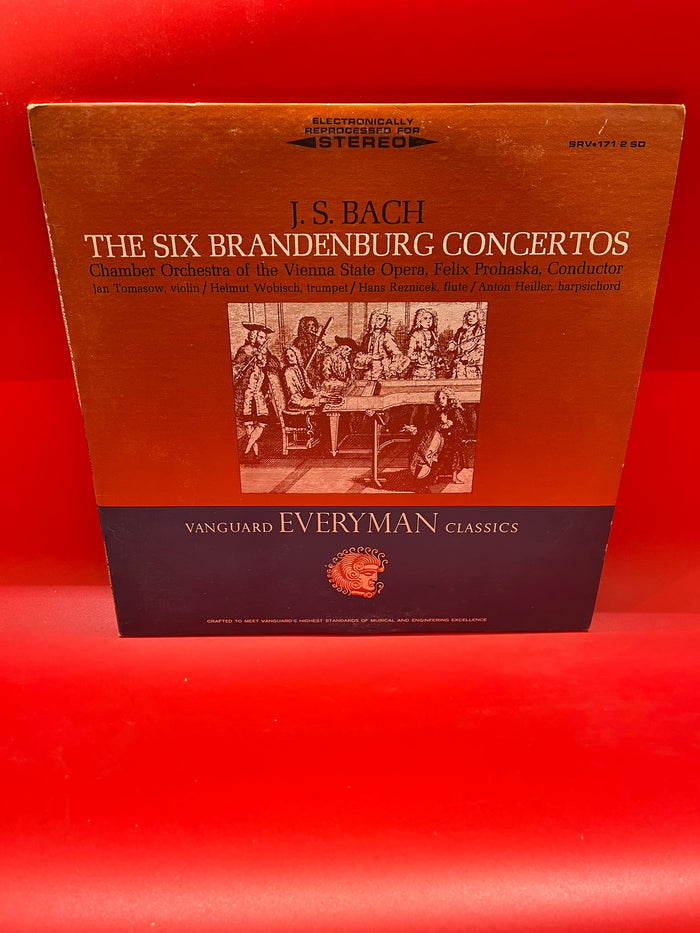 ELECTRONICALLY
REPROCESSED FOR
STEREO
SRV•171/2 SD
J. S. BACH
THE SIX BRANDENBURG CONCERTOS
Chamber Orchestra of the Vienna State Opera, Felix Prohaska, Conductor
Jan Tomasow, violin / Helmut Wobisch, trumpet / Hans Reznicek, flute / Anton Heiller, harpsichord
VANGUARD EVERYMAN CLASSICS
CRAFTED TO MEET VANGUARD'S HIGHEST STANDARDS OF MUSICAL AND ENGINEERING EXCELLENCE